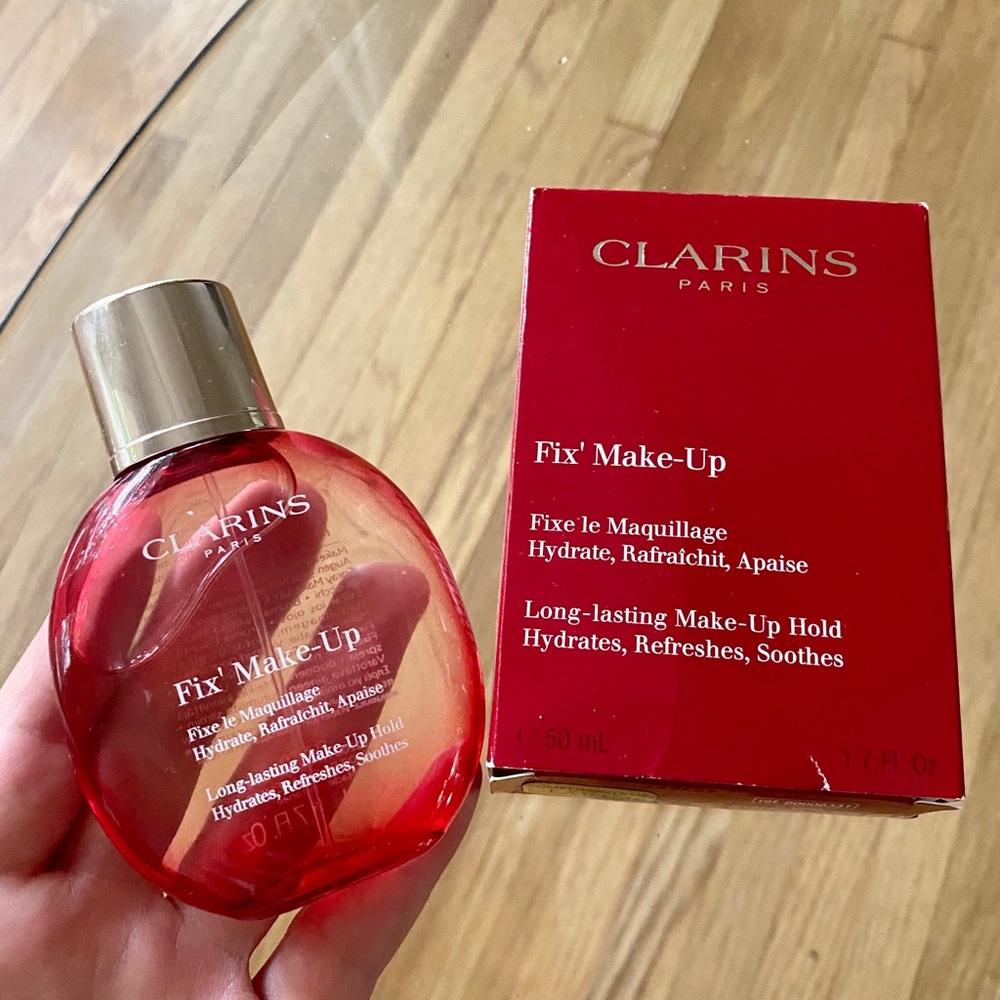 CLARINS
PARIS
Fix' Make-Up
Fixe le Maquillage
Hydrate, Rafraîchit, Apaise
Long-lasting Make-Up Hold
Hydrates, Refreshes, Soothes
CLARINS
PARIS
Fix' Make-Up
Fixe le Maquillage
Hydrate, Rafraîchit, Apaise
Long-lasting Make-Up Hold
Hydrates, Refreshes, Soothes
50 mL
1 7 Fl. Oz